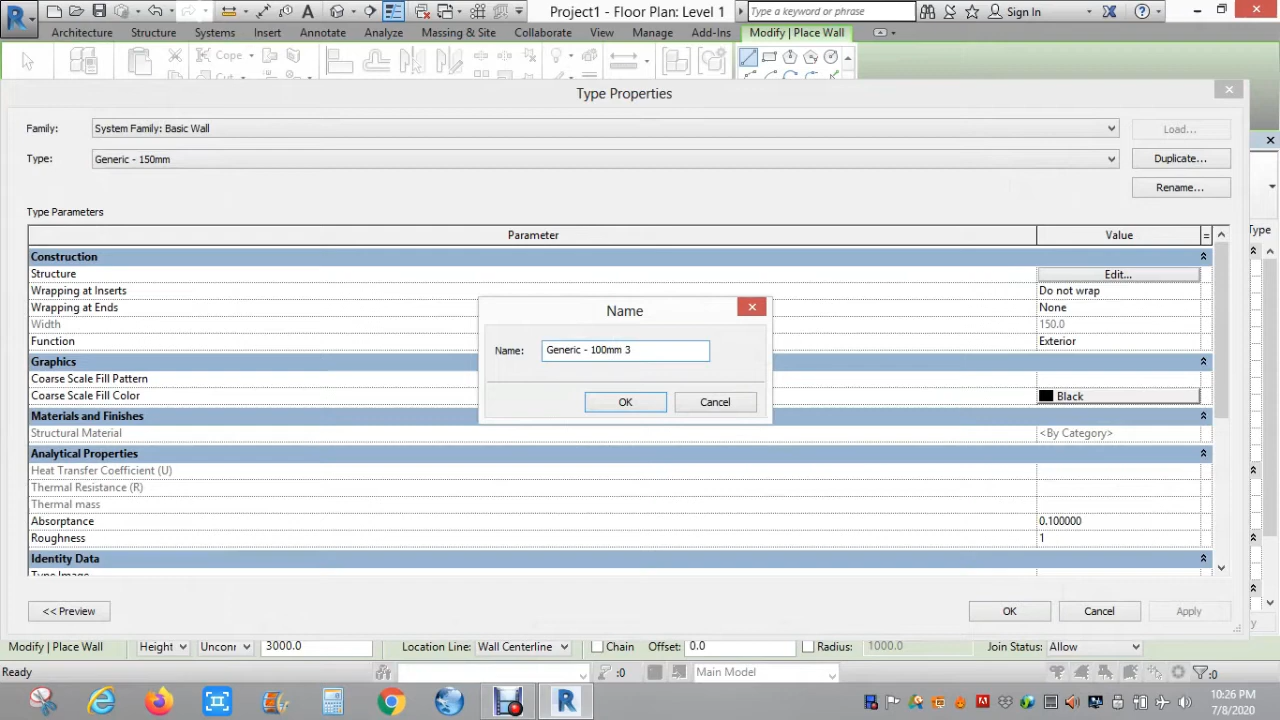 Project1 - Floor Plan: Level 1
Type a keyword or phrase
Sign In
Architecture Structure Systems Insert Annotate Analyze Massing & Site Collaborate View Manage Add-Ins Modify | Place Wall
Cope
Cut
Type Properties
Family: System Family: Basic Wall Load...
Type: Generic - 150mm Duplicate...
Rename...
Type Parameters
Parameter Value =
Type
Construction
Structure Edit...
Wrapping at Inserts Do not wrap
Wrapping at Ends None
Width 150.0
Function Exterior
Graphics
Coarse Scale Fill Pattern
Coarse Scale Fill Color Black
Materials and Finishes
Structural Material <By Category>
Analytical Properties
Heat Transfer Coefficient (U)
Thermal Resistance (R)
Thermal mass
Absorptance 0.100000
Roughness 1
Identity Data
Type Image
Name
Name: Generic - 100mm 3
OK Cancel
<< Preview OK Cancel Apply
Modify | Place Wall Height Uncon 3000.0 Location Line: Wall Centerline Chain Offset: 0.0 Radius: 1000.0 Join Status: Allow
Ready :0 Main Model :0
10:26 PM
7/8/2020